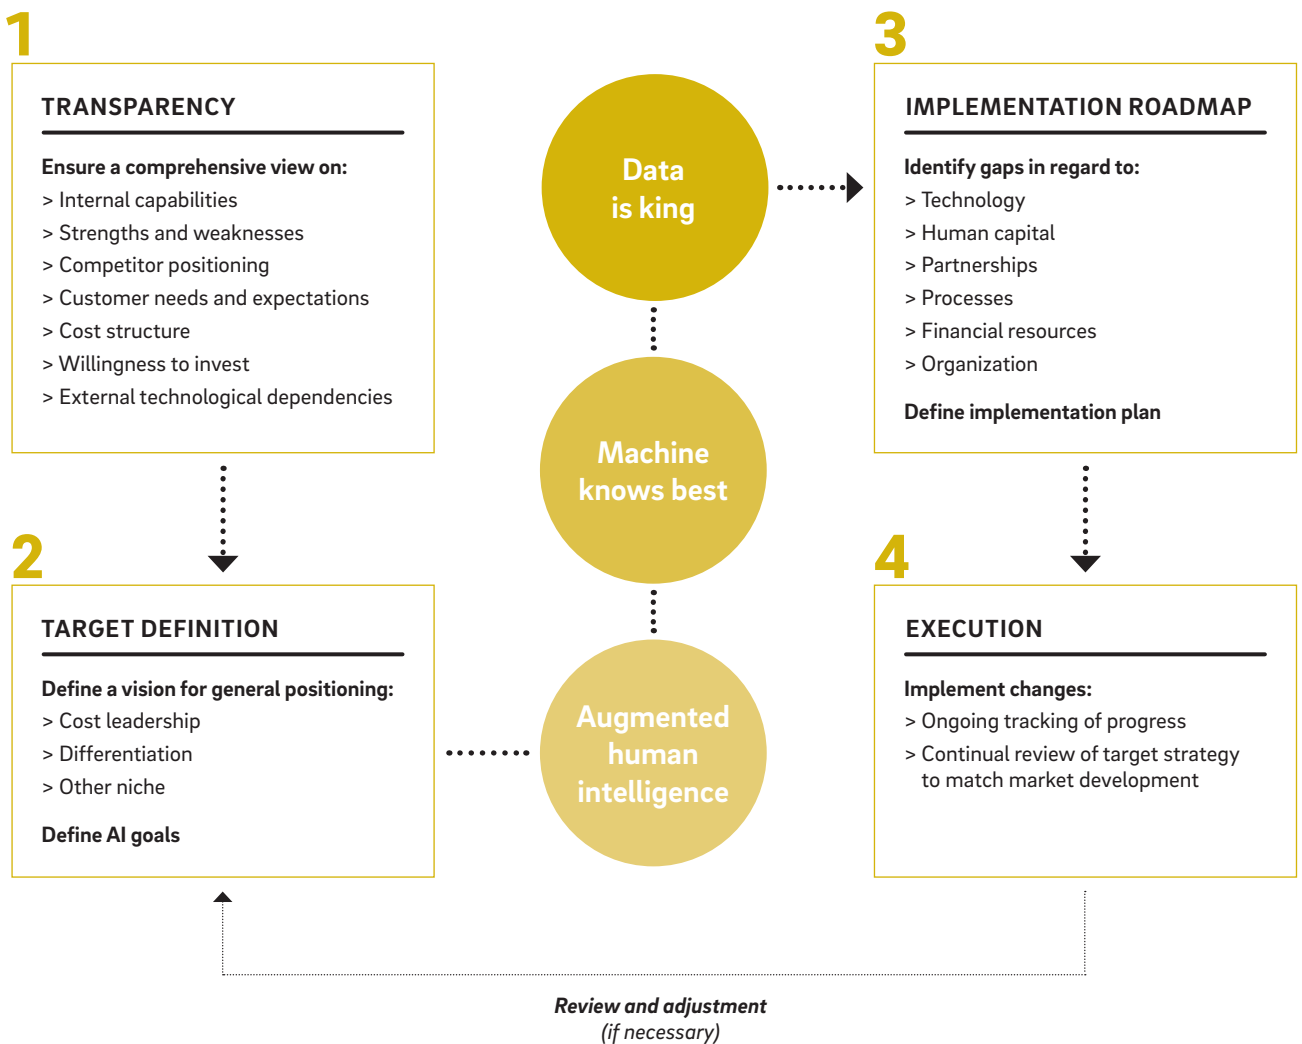 1
TRANSPARENCY
Ensure a comprehensive view on:
> Internal capabilities
> Strengths and weaknesses
> Competitor positioning
> Customer needs and expectations
> Cost structure
> Willingness to invest
> External technological dependencies
2
TARGET DEFINITION
Define a vision for general positioning:
> Cost leadership
> Differentiation
> Other niche
Define AI goals
Data
is king
Machine
knows best
Augmented
human
intelligence
3
IMPLEMENTATION ROADMAP
Identify gaps in regard to:
> Technology
> Human capital
> Partnerships
> Processes
> Financial resources
> Organization
Define implementation plan
4
EXECUTION
Implement changes:
> Ongoing tracking of progress
> Continual review of target strategy
to match market development
Review and adjustment
(if necessary)